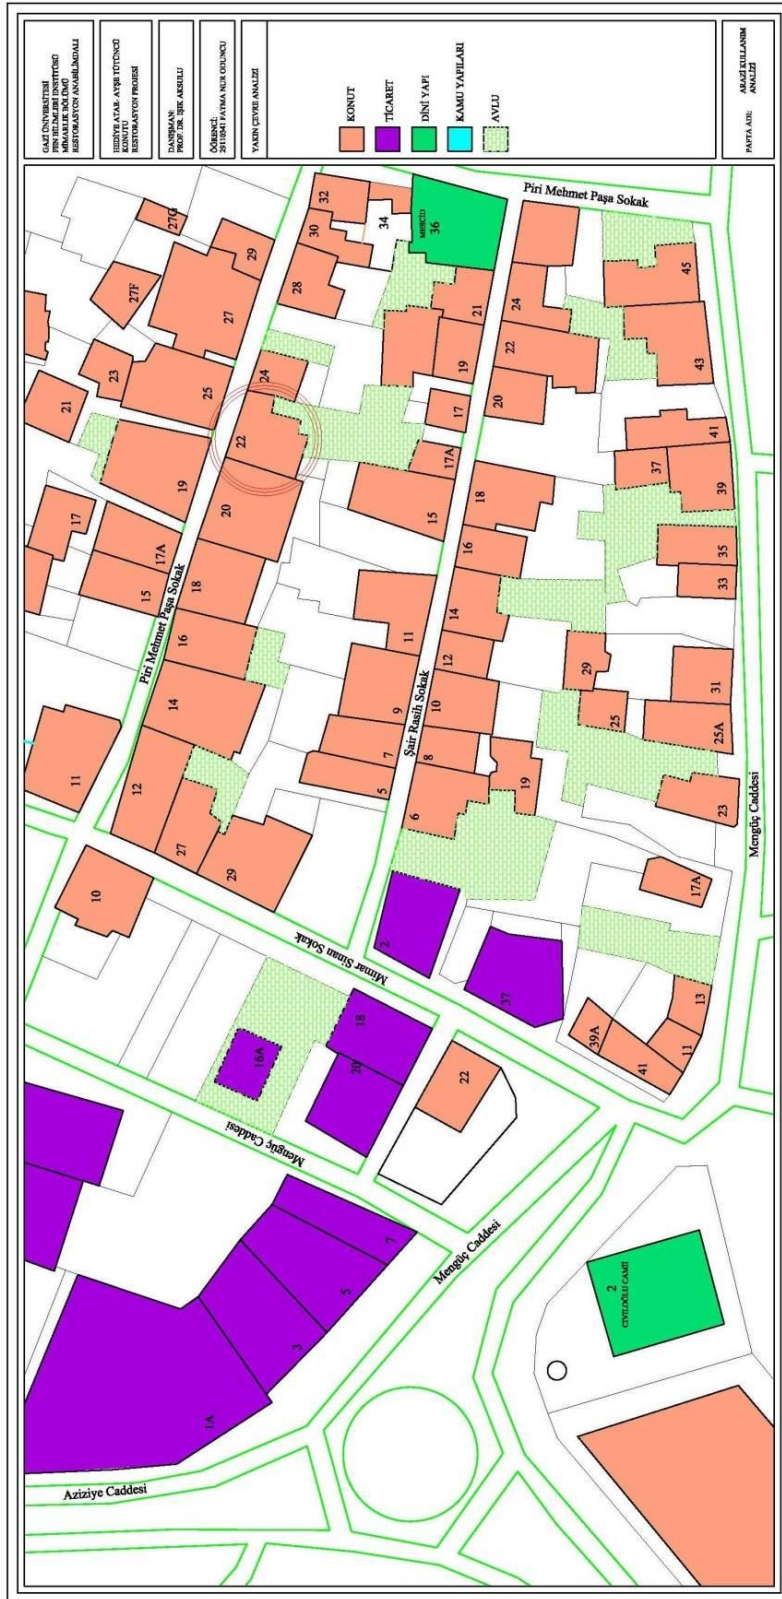 GAZİ ÜNİVERSİTESİ
FEN BİLİMLERİ ENSTİTÜSÜ
MİMARLIK BÖLÜMÜ
RESTORASYON ANABİLİMDALI
HEDİYE ATAR- AYŞE TÜTÜNCÜ
KONUTU
RESTORASYON PROJESİ
DANIŞMAN:
PROF. DR. IŞIK AKSULU
ÖĞRENCİ:
FATMA NUR ODUNCU
YAKIN ÇEVRE ANALİZİ
KONUT
TİCARET
DİNİ YAPI
KAMU YAPILARI
AVLU
PAFTA ADI:
ARAZİ KULLANIM
ANALİZİ
27G
27F
29
27
23
25
21
19
17
17A
15
11
Piri Mehmet Paşa Sokak
32
30
34
28
24
22
20
18
16
14
12
27
29
10
MESCİD
36
21
19
17
17A
15
11
9
7
5
Şair Rasih Sokak
Piri Mehmet Paşa Sokak
24
22
20
18
16
14
12
10
8
6
19
2
37
45
43
41
37
39
35
33
29
25
31
25A
23
17A
13
11
41
39A
Mengüç Caddesi
Mimar Sinan Sokak
16A
18
20
22
Mengüç Caddesi
Mengüç Caddesi
7
5
3
1A
Aziziye Caddesi
2
CIVILOĞLU CAMİİ